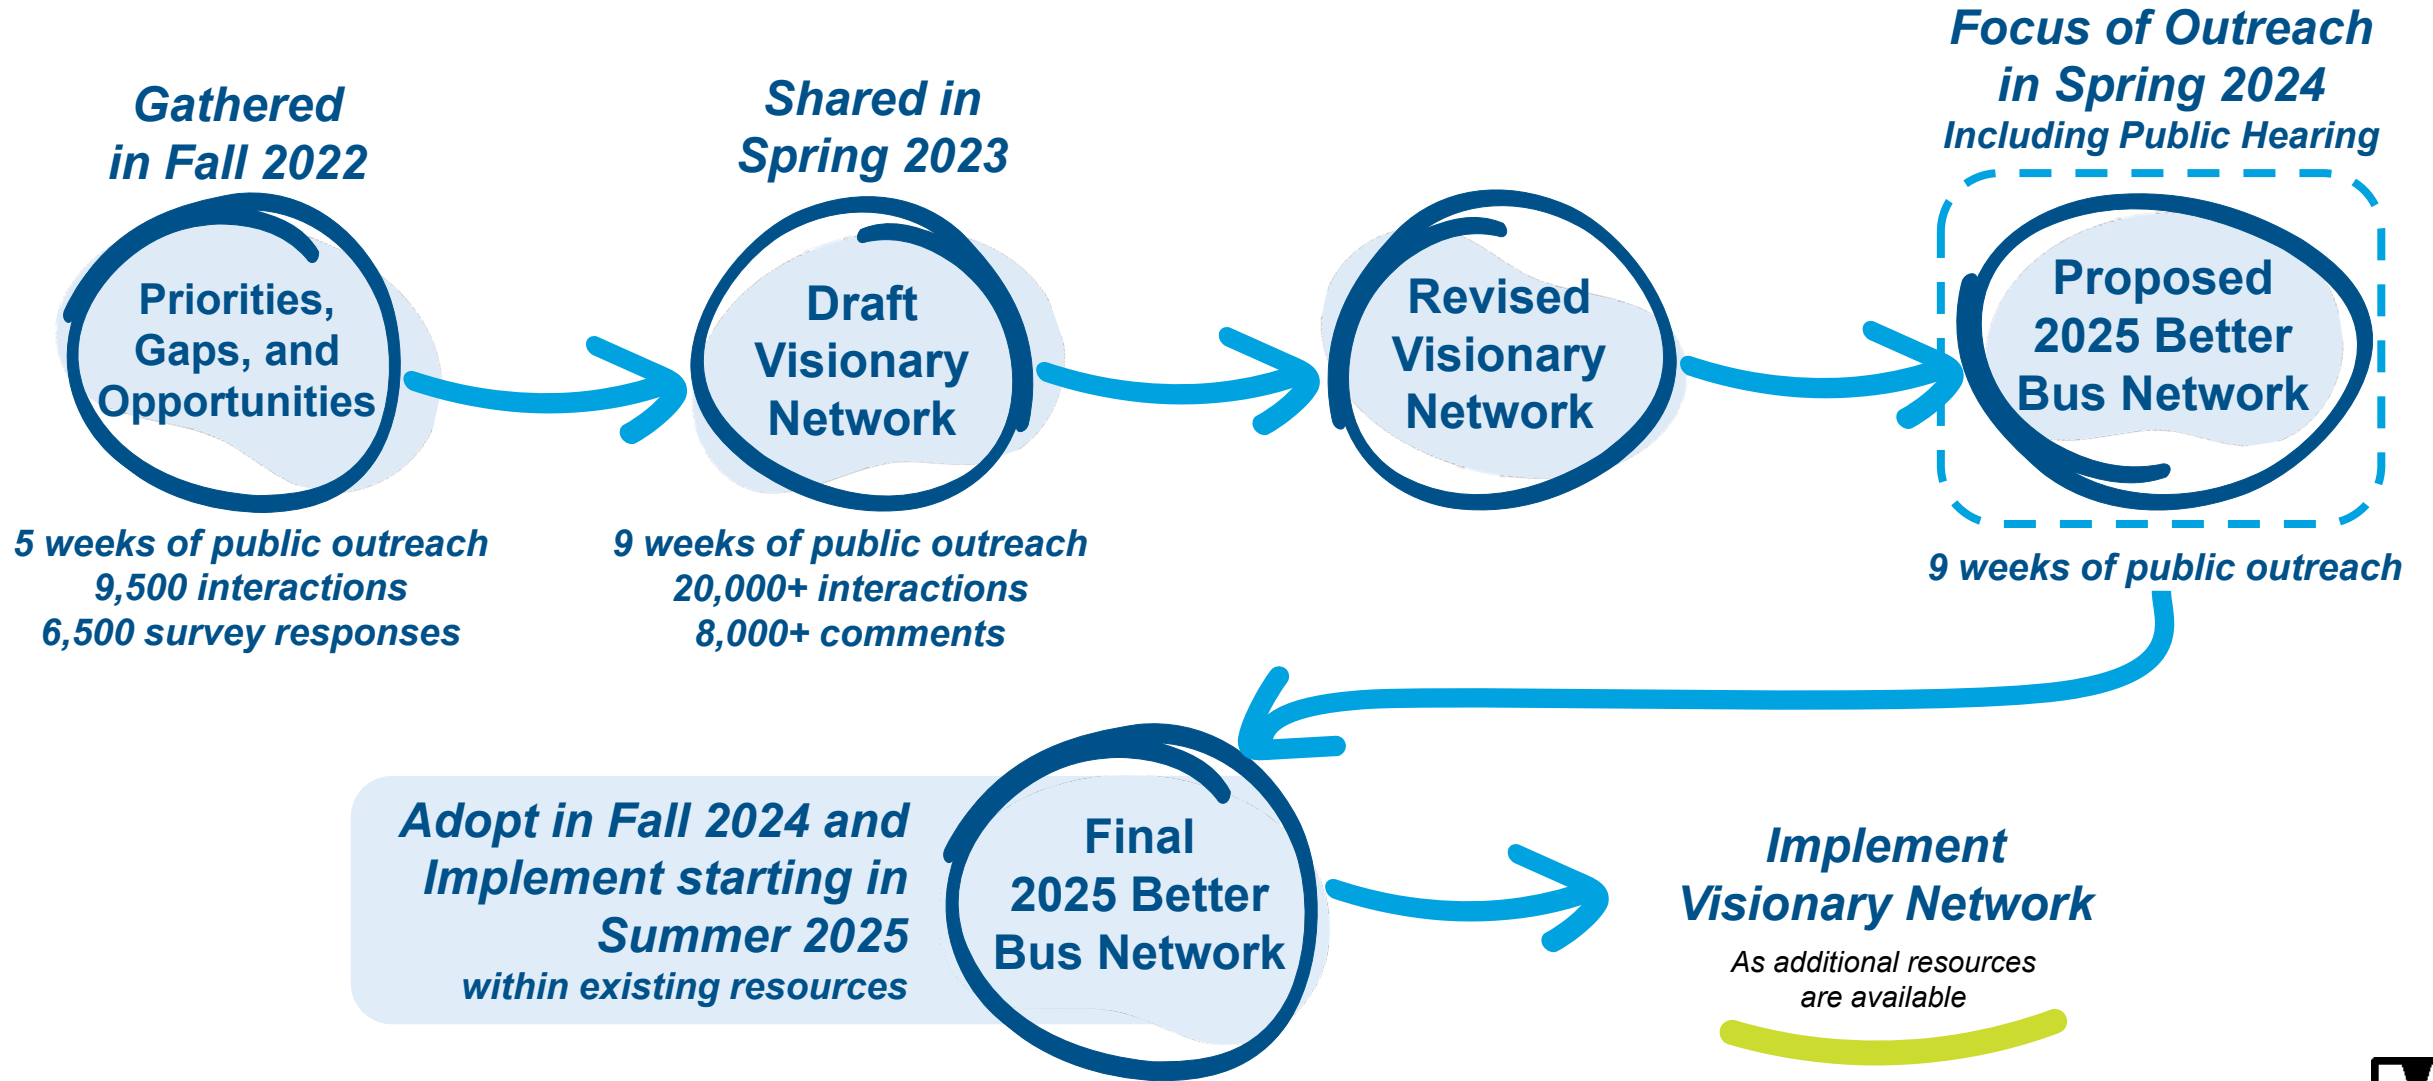 Gathered
in Fall 2022
Priorities,
Gaps, and
Opportunities
5 weeks of public outreach
9,500 interactions
6,500 survey responses
Shared in
Spring 2023
Draft
Visionary
Network
9 weeks of public outreach
20,000+ interactions
8,000+ comments
Revised
Visionary
Network
Focus of Outreach
in Spring 2024
Including Public Hearing
Proposed
2025 Better
Bus Network
9 weeks of public outreach
Adopt in Fall 2024 and
Implement starting in
Summer 2025
within existing resources
Final
2025 Better
Bus Network
Implement
Visionary Network
As additional resources
are available